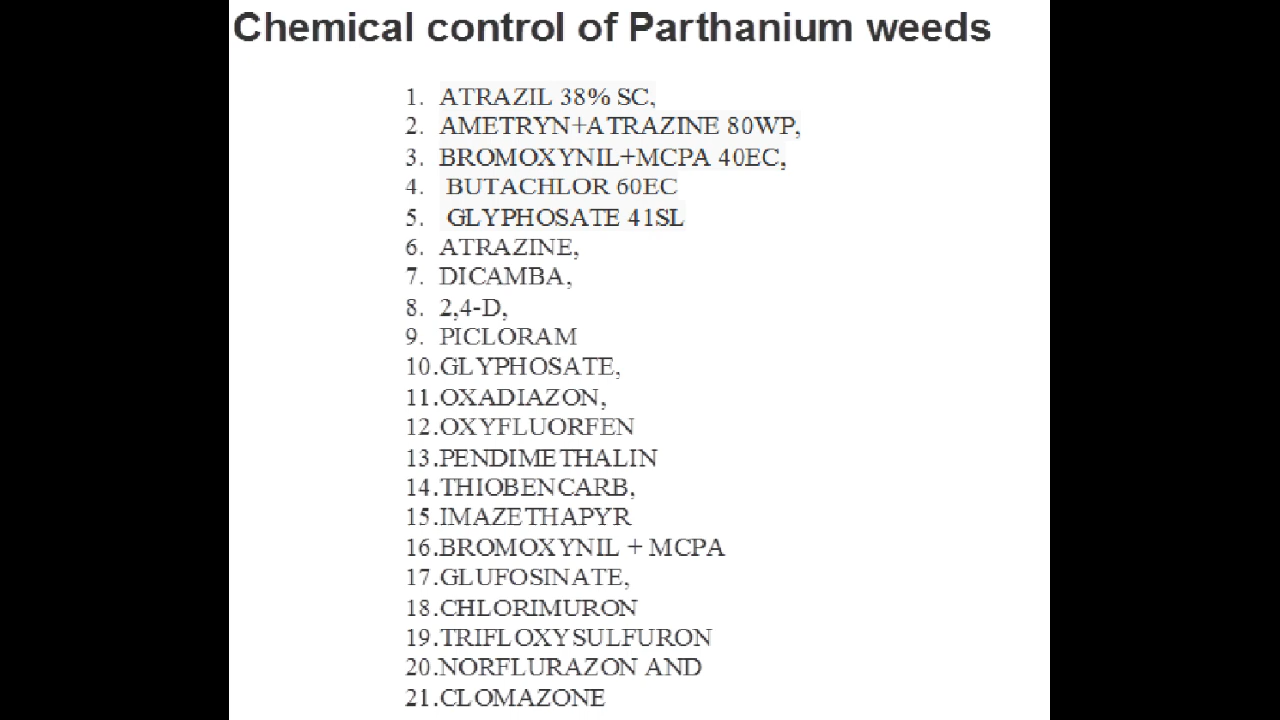 Chemical control of Parthanium weeds
1. ATRAZIL 38% SC,
2. AMETRYN+ATRAZINE 80WP,
3. BROMOXYNIL+MCPA 40EC,
4. BUTACHLOR 60EC
5. GLYPHOSATE 41SL
6. ATRAZINE,
7. DICAMBA,
8. 2,4-D,
9. PICLORAM
10.GLYPHOSATE,
11.OXADIAZON,
12.OXYFLUORFEN
13.PENDIMETHALIN
14.THIOBENCARB,
15.IMAZETHAPYR
16.BROMOXYNIL + MCPA
17.GLUFOSINATE,
18.CHLORIMURON
19.TRIFLOXYSULFURON
20.NORFLURAZON AND
21.CLOMAZONE